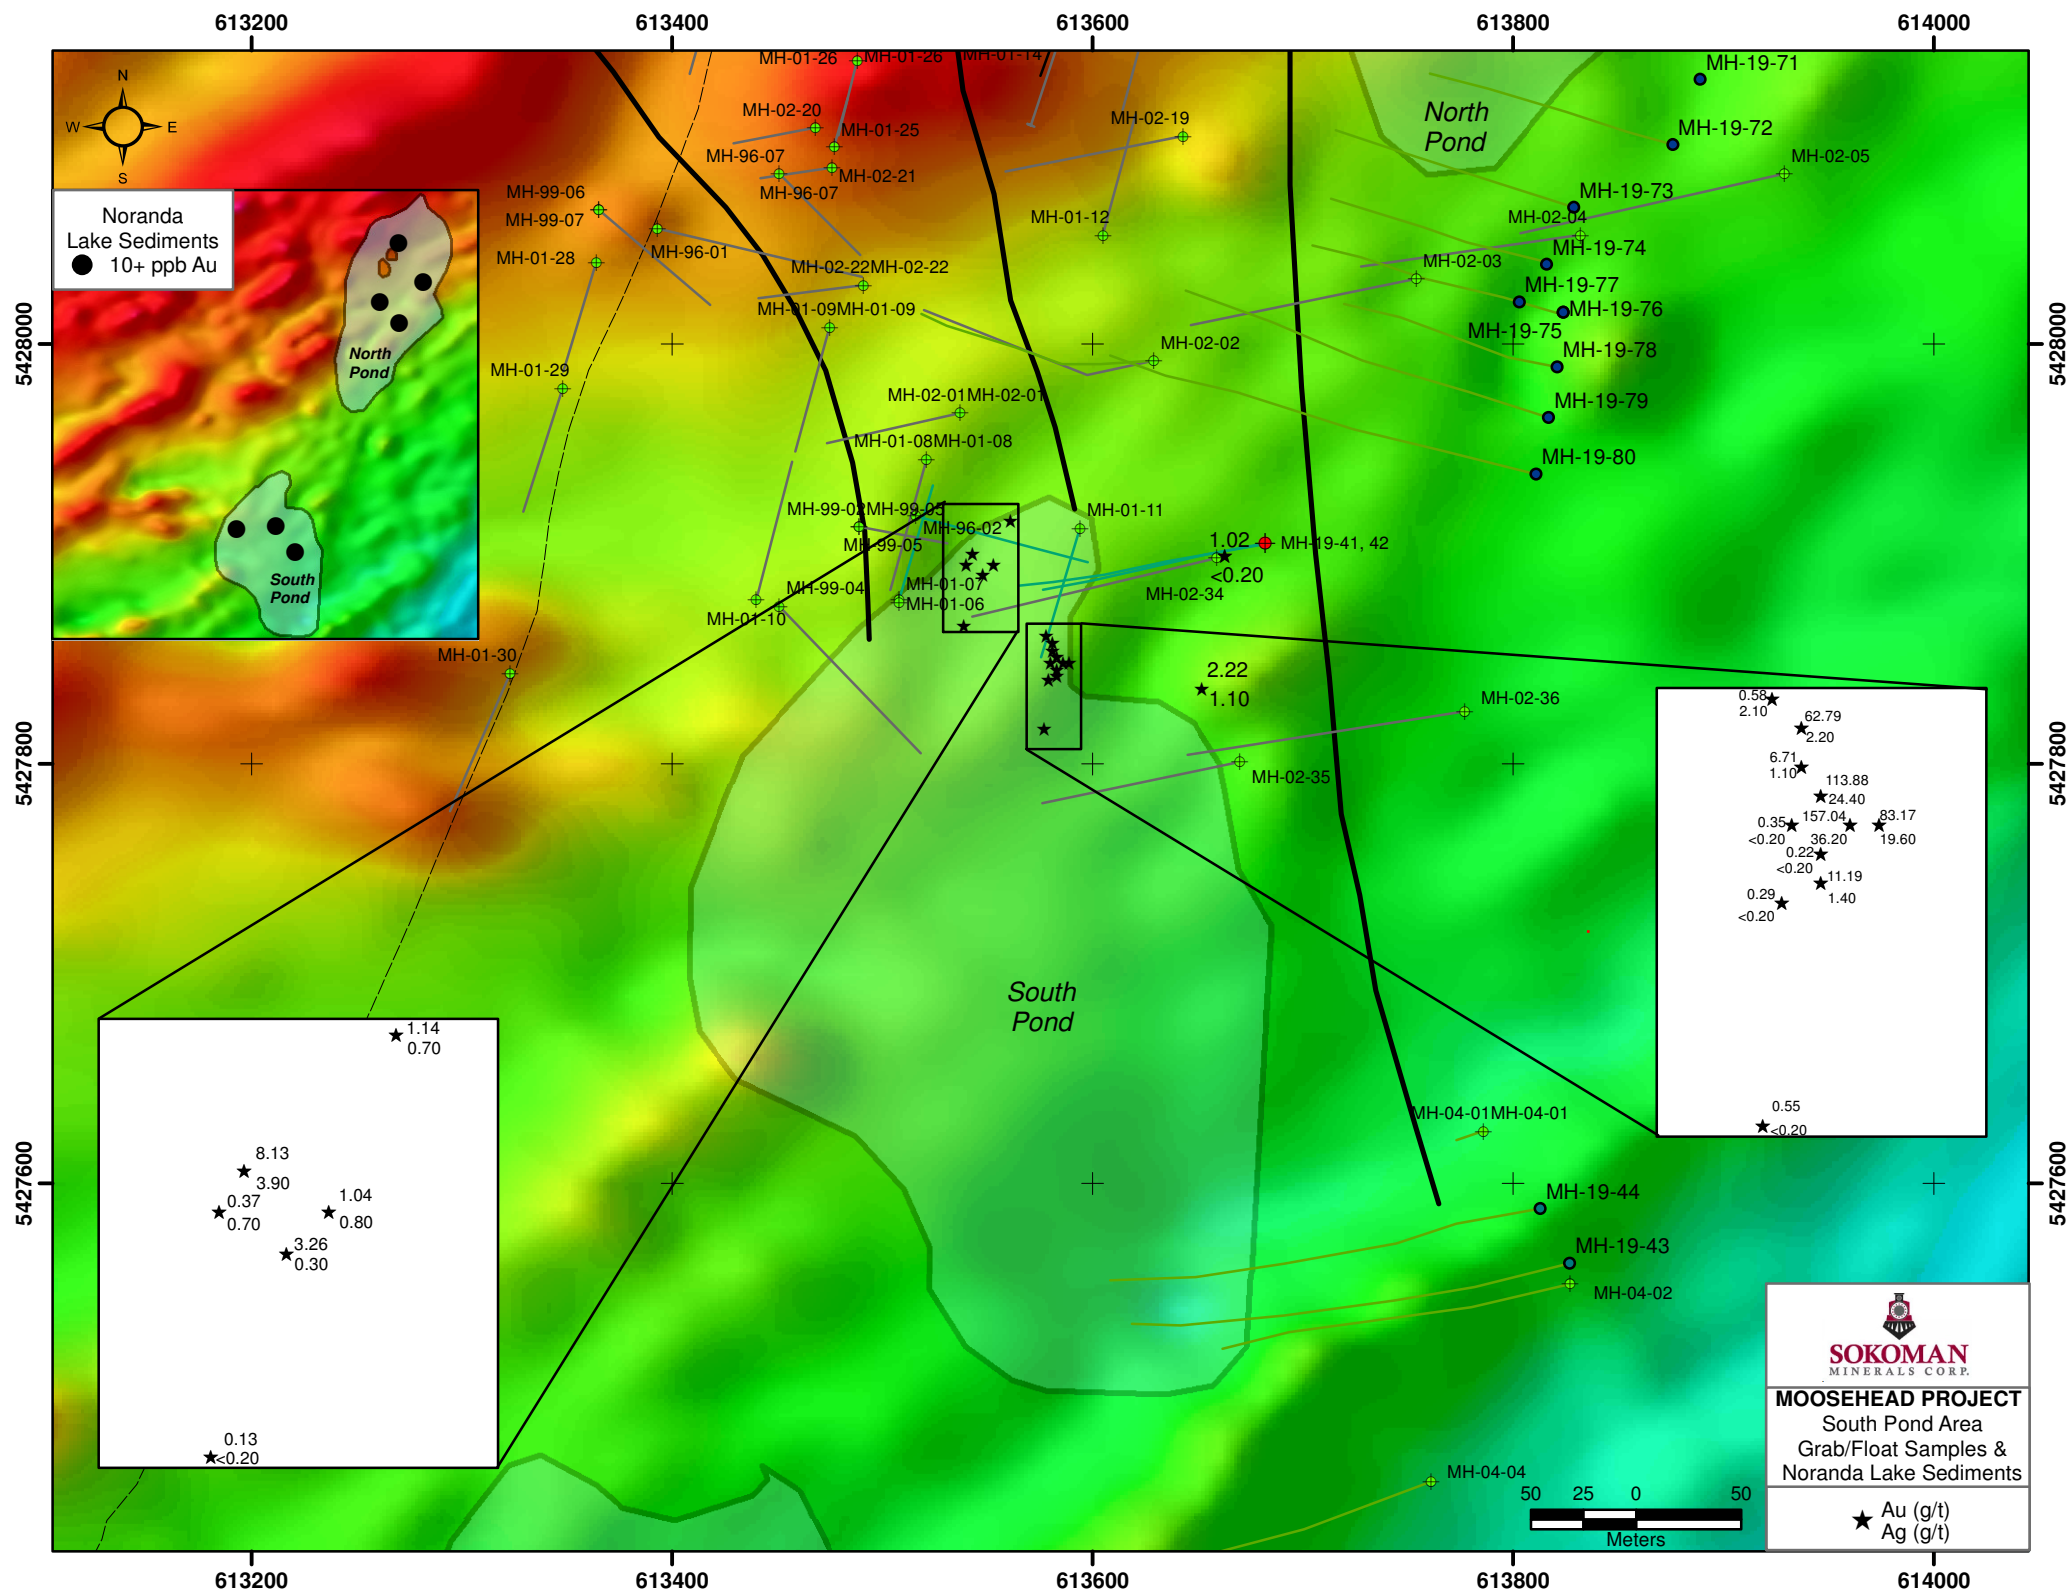 613200
613400
613600
613800
614000
N
W
E
S
Noranda
Lake Sediments
10+ ppb Au
North
Pond
South
Pond
MH-01-26
MH-01-26
MH-01-14
MH-02-20
MH-01-25
MH-96-07
MH-02-21
MH-96-07
MH-99-06
MH-99-07
MH-96-01
MH-01-28
MH-02-22
MH-02-22
MH-01-09
MH-01-09
MH-01-29
MH-02-19
MH-01-12
MH-02-02
North
Pond
MH-19-71
MH-19-72
MH-02-05
MH-19-73
MH-02-04
MH-19-74
MH-02-03
MH-19-77
MH-19-76
MH-19-75
MH-19-78
MH-19-79
MH-19-80
5428000
5428000
MH-02-01
MH-02-01
MH-01-08
MH-01-08
MH-99-02
MH-99-03
MH-96-02
MH-99-05
MH-01-11
1.02
<0.20
MH-19-41, 42
MH-99-04
MH-01-07
MH-01-06
MH-01-10
MH-02-34
MH-01-30
2.22
1.10
MH-02-36
MH-02-35
5427800
5427800
0.58
2.10
62.79
2.20
6.71
1.10
113.88
24.40
0.35
<0.20
157.04
36.20
83.17
19.60
0.22
<0.20
11.19
1.40
0.29
<0.20
0.55
<0.20
South
Pond
1.14
0.70
8.13
3.90
0.37
0.70
1.04
0.80
3.26
0.30
0.13
<0.20
MH-04-01
MH-04-01
5427600
5427600
MH-19-44
MH-19-43
MH-04-02
MH-04-04
50
25
0
50
Meters
SOKOMAN
MINERALS CORP.
MOOSEHEAD PROJECT
South Pond Area
Grab/Float Samples &
Noranda Lake Sediments
Au (g/t)
Ag (g/t)
613200
613400
613600
613800
614000